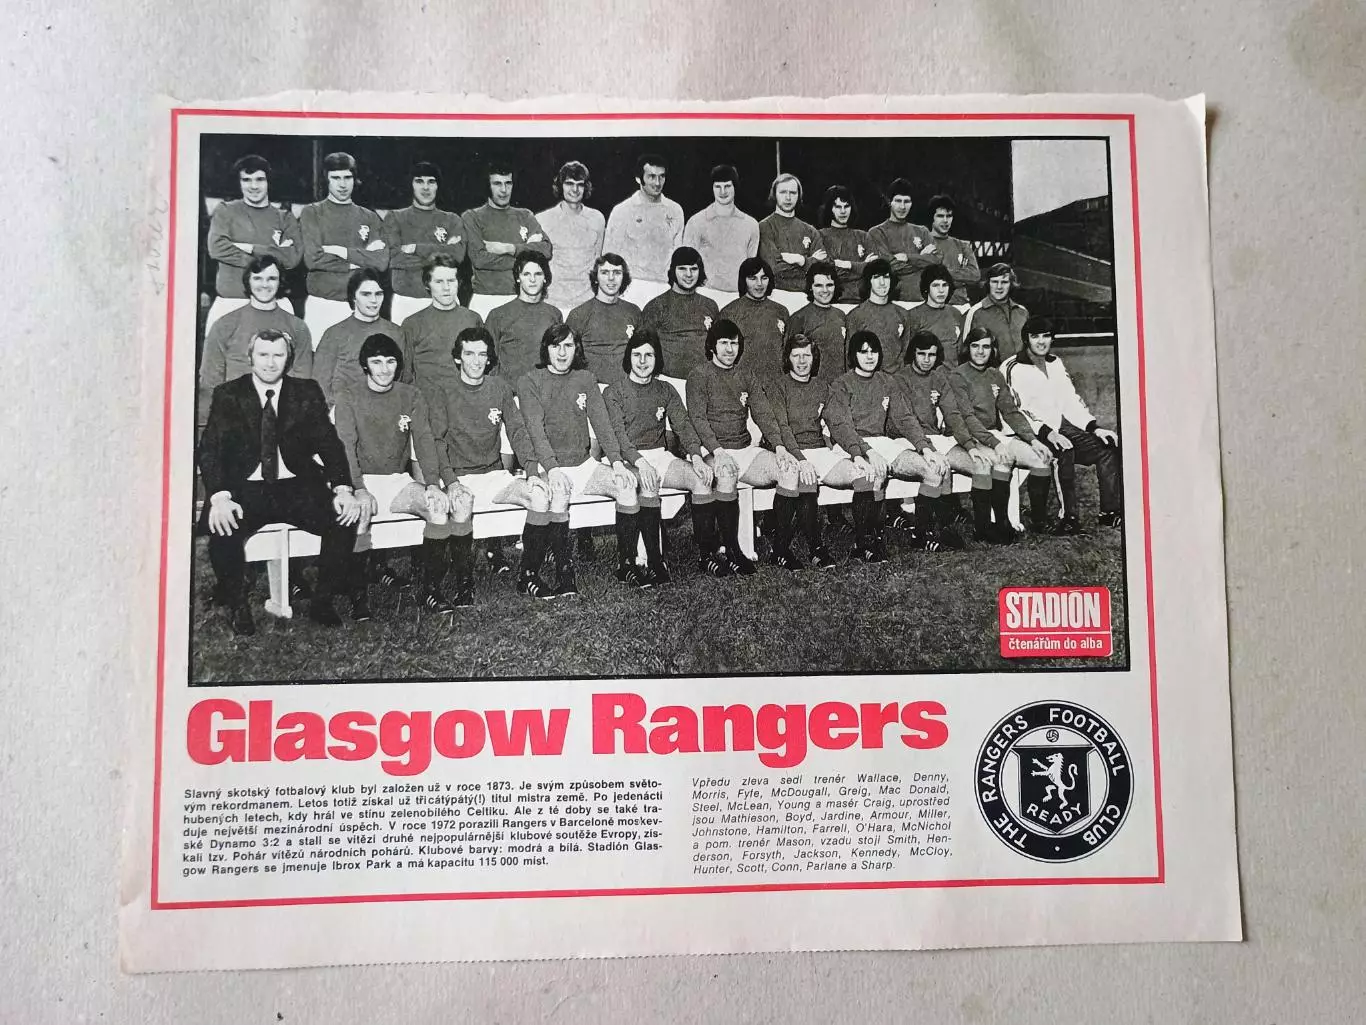 STADIÓN
čtenářům do alba
Glasgow Rangers
Slavný skotský fotbalový klub byl založen už v roce 1873. Je svým způsobem světo-
vým rekordmanem. Letos totiž získal už třicátýpátý(!) titul mistra země. Po jedenácti
hubených letech, kdy hrál ve stínu zelenobílého Celtiku. Ale z té doby se také tra-
duje největší mezinárodní úspěch. V roce 1972 porazili Rangers v Barceloně moskev-
ské Dynamo 3:2 a stali se vítězi druhé nejpopulárnější klubové soutěže Evropy, zís-
kali tzv. Pohár vítězů národních pohárů. Klubové barvy: modrá a bílá. Stadión Glas-
gow Rangers se jmenuje Ibrox Park a má kapacitu 115 000 míst.
Vpředu zleva sedí trenér Wallace, Denny,
Morris, Fyfe, McDougall, Greig, Mac Donald,
Steel, McLean, Young a masér Craig, uprostřed
jsou Mathieson, Boyd, Jardine, Armour, Miller,
Johnstone, Hamilton, Farrell, O'Hara, McNichol
a pom. trenér Mason, vzadu stojí Smith, Hen-
derson, Forsyth, Jackson, Kennedy, McCloy,
Hunter, Scott, Conn, Parlane a Sharp.
THE RANGERS FOOTBALL CLUB
READY